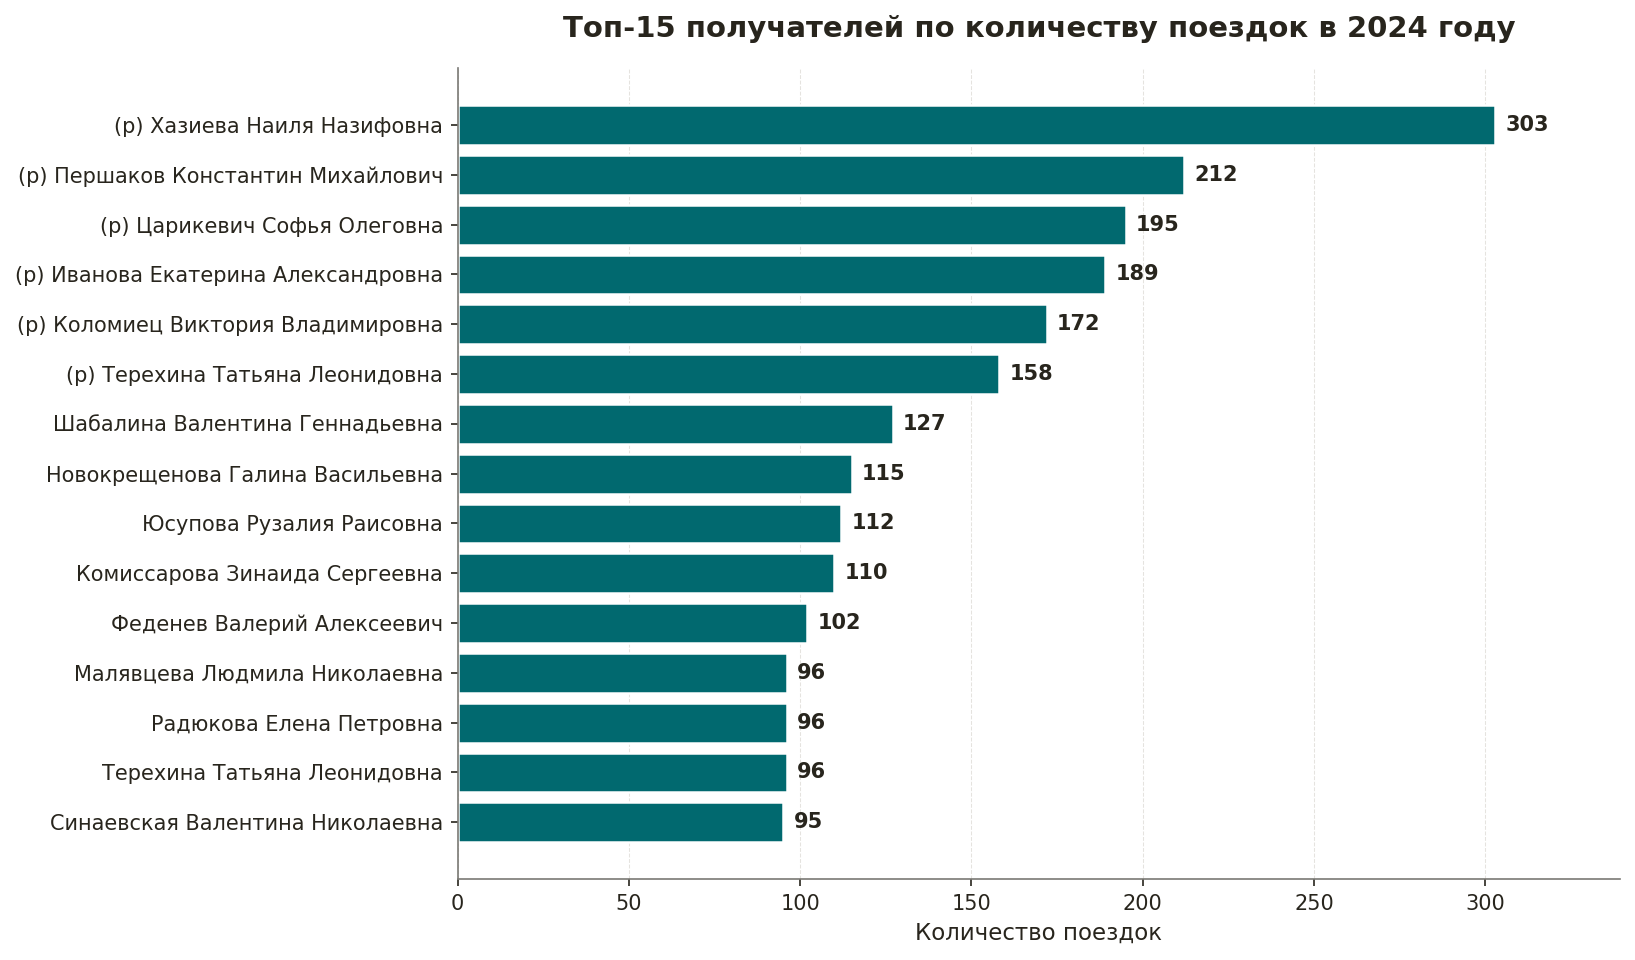 Топ-15 получателей по количеству поездок в 2024 году
(р) Хазиева Наиля Назифовна 303
(р) Першаков Константин Михайлович 212
(р) Царикевич Софья Олеговна 195
(р) Иванова Екатерина Александровна 189
(р) Коломиец Виктория Владимировна 172
(р) Терехина Татьяна Леонидовна 158
Шабалина Валентина Геннадьевна 127
Новокрещенова Галина Васильевна 115
Юсупова Рузалия Раисовна 112
Комиссарова Зинаида Сергеевна 110
Феденев Валерий Алексеевич 102
Малявцева Людмила Николаевна 96
Радюкова Елена Петровна 96
Терехина Татьяна Леонидовна 96
Синаевская Валентина Николаевна 95
0 50 100 150 200 250 300
Количество поездок